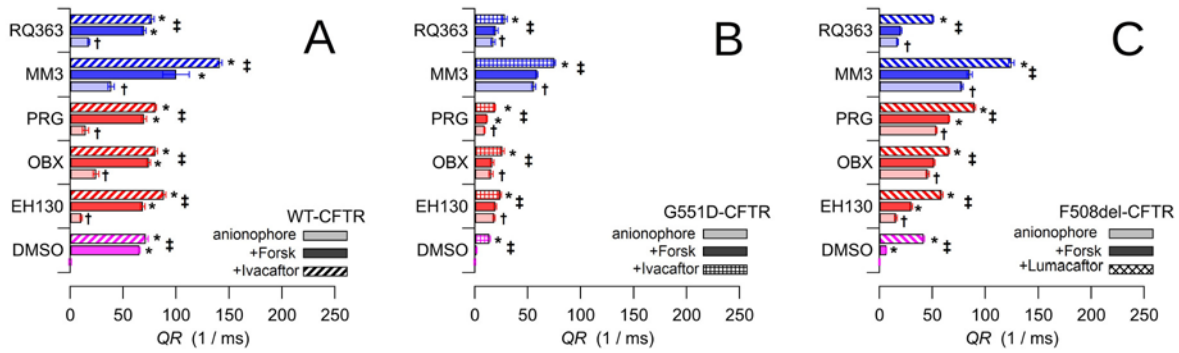 A
RQ363 * * ‡ †
MM3 * ‡ * †
PRG * * ‡ †
OBX * * ‡ †
EH130 * * ‡ †
DMSO * * ‡
WT-CFTR
anionophore
+Forsk
+Ivacaftor
0 50 100 150 200 250
QR (1 / ms)
B
RQ363 * ‡ †
MM3 * ‡ †
PRG * * ‡ †
OBX * ‡ †
EH130 * ‡ †
DMSO * ‡
G551D-CFTR
anionophore
+Forsk
+Ivacaftor
0 50 100 150 200 250
QR (1 / ms)
C
RQ363 * ‡ †
MM3 * * ‡ †
PRG * * ‡ †
OBX * ‡ †
EH130 * * ‡ †
DMSO * * ‡
F508del-CFTR
anionophore
+Forsk
+Lumacaftor
0 50 100 150 200 250
QR (1 / ms)